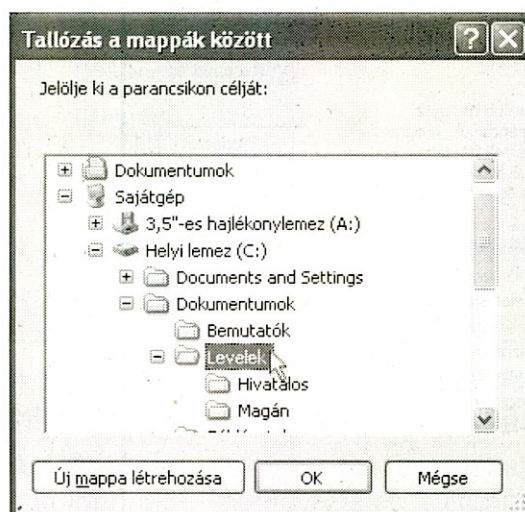 Tallózás a mappák között
Jelölje ki a parancsikon célját:
Dokumentumok
Sajátgép
3,5"-es hajlékonylemez (A:)
Helyi lemez (C:)
Documents and Settings
Dokumentumok
Bemutatók
Levelek
Hivatalos
Magán
Új mappa létrehozása OK Mégse